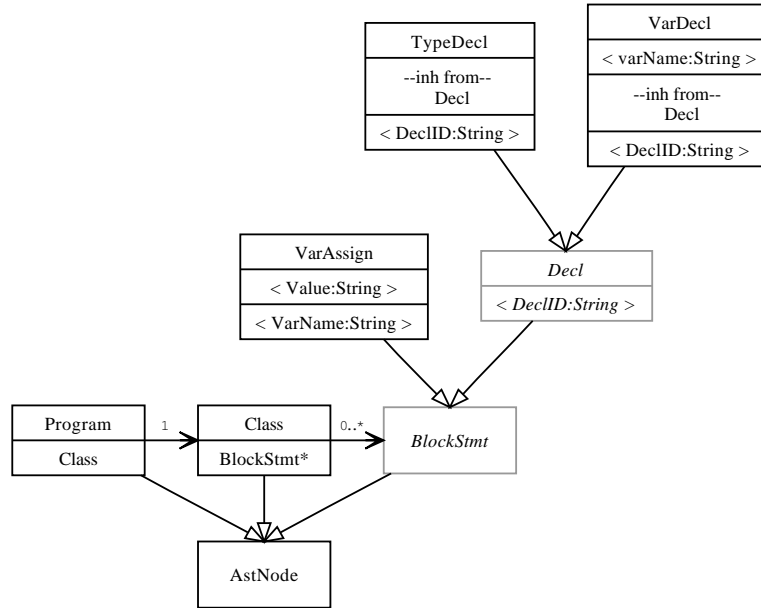 VarDecl
< varName:String >
--inh from--
Decl
< DeclID:String >
TypeDecl
--inh from--
Decl
< DeclID:String >
VarAssign
< Value:String >
< VarName:String >
Decl
< DeclID:String >
Program
Class
1
Class
BlockStmt*
0..*
BlockStmt
AstNode